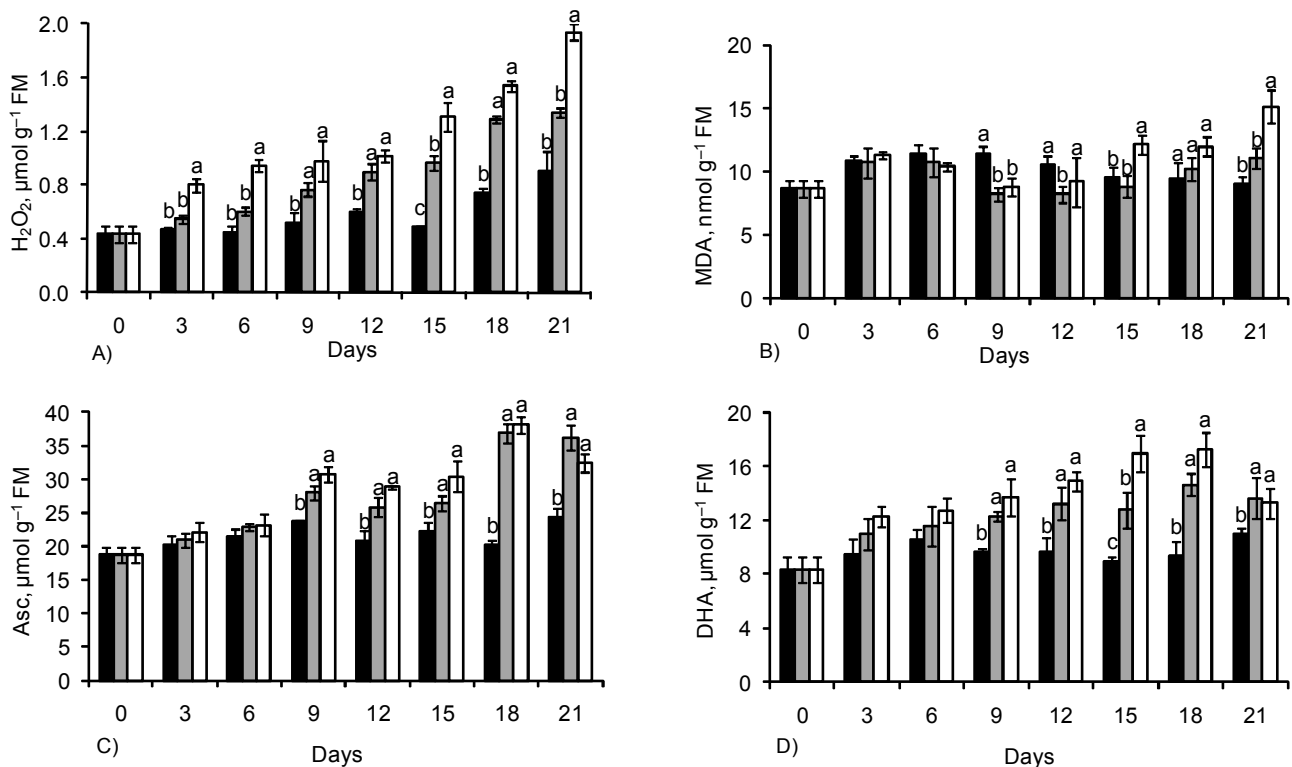 2.0
1.6
1.2
0.8
0.4
0.0
H₂O₂, µmol g⁻¹ FM
b b a
b b a
b a a
b a a
c b a
b a a
b b a
0 3 6 9 12 15 18 21
Days
A)
20
15
10
5
0
MDA, nmol g⁻¹ FM
a b b
a b a
b b a
a a a
b b a
0 3 6 9 12 15 18 21
Days
B)
40
35
30
25
20
15
10
5
0
Asc, µmol g⁻¹ FM
b a a
b a a
b a a
b a a
b a a
0 3 6 9 12 15 18 21
Days
C)
20
16
12
8
4
0
DHA, µmol g⁻¹ FM
b a a
b a a
c b a
b a a
b a a
0 3 6 9 12 15 18 21
Days
D)